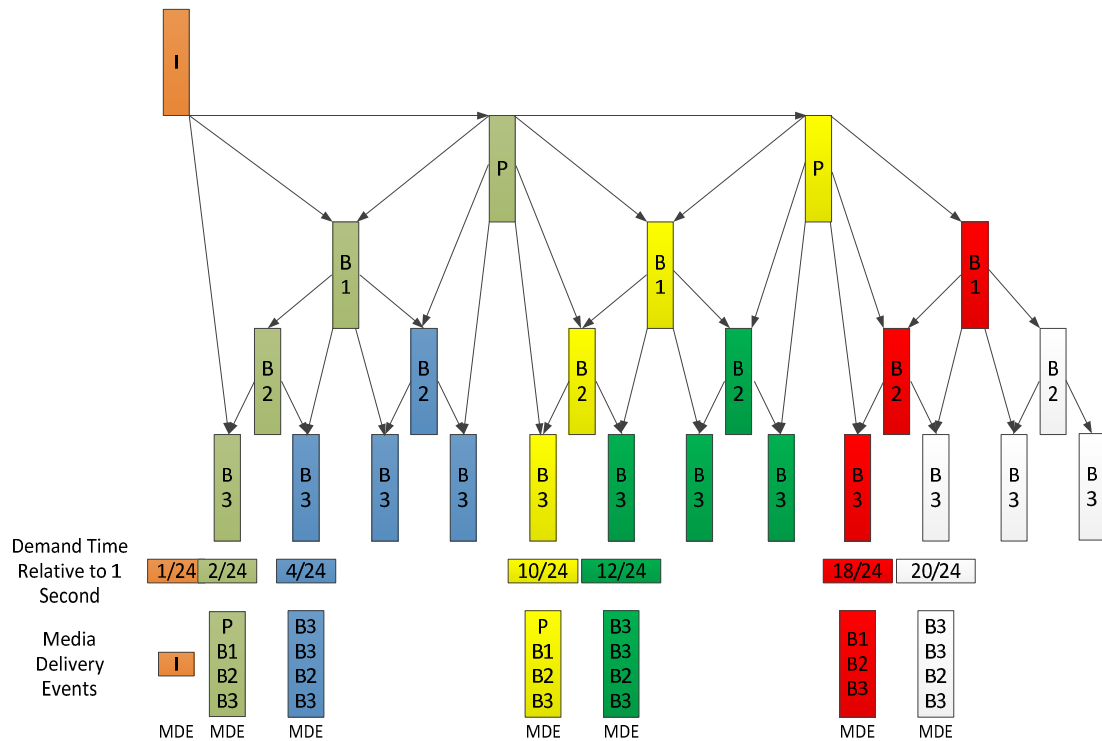 I
P
P
B
1
B
1
B
1
B
2
B
2
B
2
B
2
B
2
B
2
B
3
B
3
B
3
B
3
B
3
B
3
B
3
B
3
B
3
B
3
B
3
B
3
Demand Time
Relative to 1
Second
1/24 2/24 4/24 10/24 12/24 18/24 20/24
Media
Delivery
Events
I
P
B1
B2
B3
B3
B3
B2
B3
P
B1
B2
B3
B3
B3
B2
B3
B1
B2
B3
B3
B3
B2
B3
MDE MDE MDE MDE MDE MDE MDE